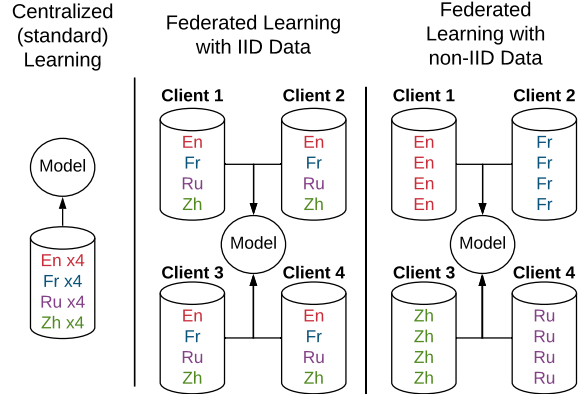 Centralized
(standard)
Learning
Model
En x4
Fr x4
Ru x4
Zh x4
Federated Learning
with IID Data
Client 1
En
Fr
Ru
Zh
Client 2
En
Fr
Ru
Zh
Model
Client 3
En
Fr
Ru
Zh
Client 4
En
Fr
Ru
Zh
Federated
Learning with
non-IID Data
Client 1
En
En
En
En
Client 2
Fr
Fr
Fr
Fr
Model
Client 3
Zh
Zh
Zh
Zh
Client 4
Ru
Ru
Ru
Ru